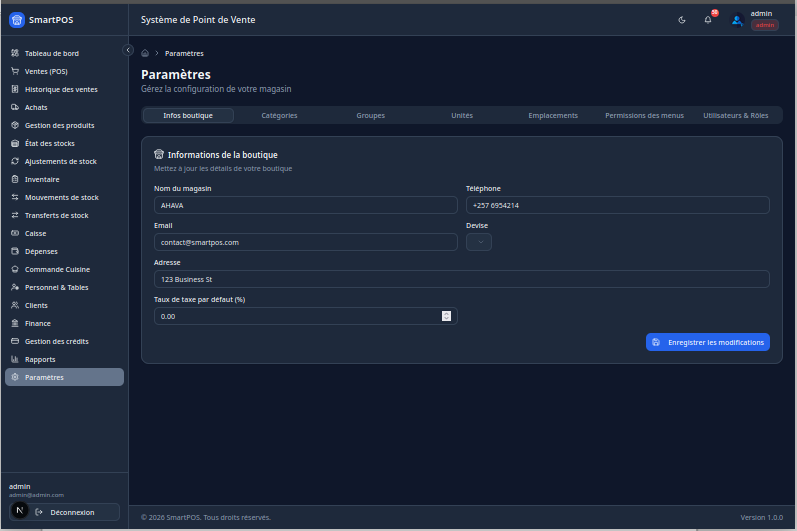 SmartPOS
Système de Point de Vente
admin
admin
Tableau de bord
Ventes (POS)
Historique des ventes
Achats
Gestion des produits
État des stocks
Ajustements de stock
Inventaire
Mouvements de stock
Transferts de stock
Caisse
Dépenses
Commande Cuisine
Personnel & Tables
Clients
Finance
Gestion des crédits
Rapports
Paramètres
admin
admin@admin.com
N
Déconnexion
Paramètres
Paramètres
Gérez la configuration de votre magasin
Infos boutique
Catégories
Groupes
Unités
Emplacements
Permissions des menus
Utilisateurs & Rôles
Informations de la boutique
Mettez à jour les détails de votre boutique
Nom du magasin
Téléphone
AHAVA
+257 6954214
Email
Devise
contact@smartpos.com
Adresse
123 Business St
Taux de taxe par défaut (%)
0.00
Enregistrer les modifications
© 2026 SmartPOS. Tous droits réservés.
Version 1.0.0